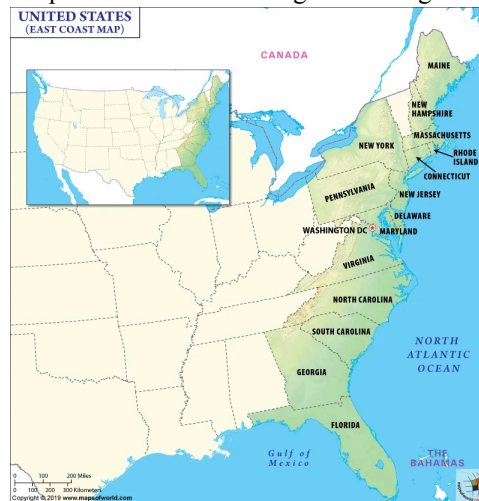 UNITED STATES
(EAST COAST MAP)
CANADA
MAINE
NEW
HAMPSHIRE
MASSACHUSETTS
RHODE
ISLAND
CONNECTICUT
NEW YORK
PENNSYLVANIA
NEW JERSEY
DELAWARE
WASHINGTON DC
MARYLAND
VIRGINIA
NORTH CAROLINA
SOUTH CAROLINA
GEORGIA
FLORIDA
NORTH
ATLANTIC
OCEAN
Gulf of
Mexico
THE
BAHAMAS
0 100 200 Miles
0 100 200 300 Kilometers
Copyright © 2019 www.mapsofworld.com